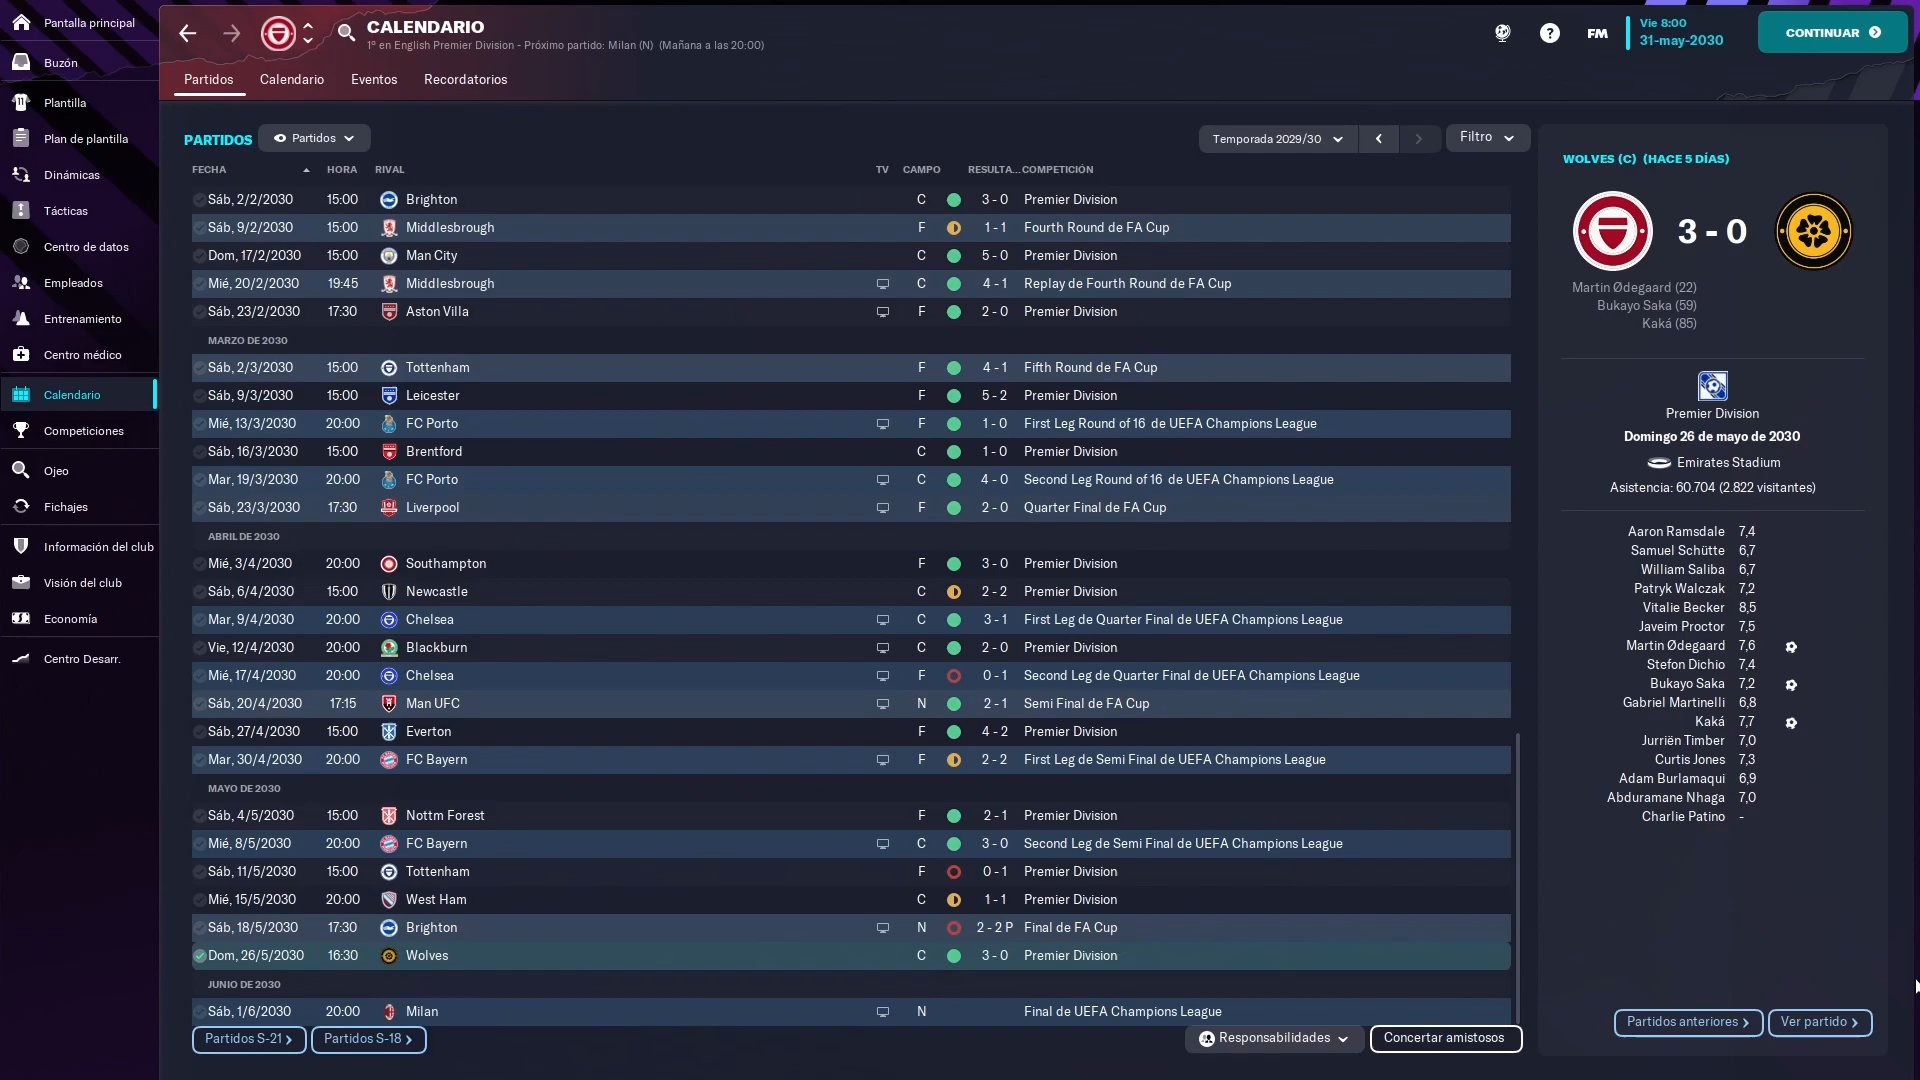 Pantalla principal
Buzón
Plantilla
Plan de plantilla
Dinámicas
Tácticas
Centro de datos
Empleados
Entrenamiento
Centro médico
Calendario
Competiciones
Ojeo
Fichajes
Información del club
Visión del club
Economía
Centro Desarr.
CALENDARIO
1º en English Premier Division - Próximo partido: Milan (N) (Mañana a las 20:00)
FM
Vie 8:00
31-may-2030
CONTINUAR
Partidos Calendario Eventos Recordatorios
PARTIDOS Partidos Temporada 2029/30 Filtro
FECHA HORA RIVAL TV CAMPO RESULTA... COMPETICIÓN
Sáb, 2/2/2030 15:00 Brighton C 3 - 0 Premier Division
Sáb, 9/2/2030 15:00 Middlesbrough F 1 - 1 Fourth Round de FA Cup
Dom, 17/2/2030 15:00 Man City C 5 - 0 Premier Division
Mié, 20/2/2030 19:45 Middlesbrough C 4 - 1 Replay de Fourth Round de FA Cup
Sáb, 23/2/2030 17:30 Aston Villa F 2 - 0 Premier Division
MARZO DE 2030
Sáb, 2/3/2030 15:00 Tottenham F 4 - 1 Fifth Round de FA Cup
Sáb, 9/3/2030 15:00 Leicester F 5 - 2 Premier Division
Mié, 13/3/2030 20:00 FC Porto F 1 - 0 First Leg Round of 16 de UEFA Champions League
Sáb, 16/3/2030 15:00 Brentford C 1 - 0 Premier Division
Mar, 19/3/2030 20:00 FC Porto C 4 - 0 Second Leg Round of 16 de UEFA Champions League
Sáb, 23/3/2030 17:30 Liverpool F 2 - 0 Quarter Final de FA Cup
ABRIL DE 2030
Mié, 3/4/2030 20:00 Southampton F 3 - 0 Premier Division
Sáb, 6/4/2030 15:00 Newcastle C 2 - 2 Premier Division
Mar, 9/4/2030 20:00 Chelsea C 3 - 1 First Leg de Quarter Final de UEFA Champions League
Vie, 12/4/2030 20:00 Blackburn C 2 - 0 Premier Division
Mié, 17/4/2030 20:00 Chelsea F 0 - 1 Second Leg de Quarter Final de UEFA Champions League
Sáb, 20/4/2030 17:15 Man UFC N 2 - 1 Semi Final de FA Cup
Sáb, 27/4/2030 15:00 Everton F 4 - 2 Premier Division
Mar, 30/4/2030 20:00 FC Bayern F 2 - 2 First Leg de Semi Final de UEFA Champions League
MAYO DE 2030
Sáb, 4/5/2030 15:00 Nottm Forest F 2 - 1 Premier Division
Mié, 8/5/2030 20:00 FC Bayern C 3 - 0 Second Leg de Semi Final de UEFA Champions League
Sáb, 11/5/2030 15:00 Tottenham F 0 - 1 Premier Division
Mié, 15/5/2030 20:00 West Ham C 1 - 1 Premier Division
Sáb, 18/5/2030 17:30 Brighton N 2 - 2 P Final de FA Cup
Dom, 26/5/2030 16:30 Wolves C 3 - 0 Premier Division
JUNIO DE 2030
Sáb, 1/6/2030 20:00 Milan N Final de UEFA Champions League
Partidos S-21 Partidos S-18 Responsabilidades Concertar amistosos
WOLVES (C) (HACE 5 DÍAS)
3 - 0
Martin Ødegaard (22)
Bukayo Saka (59)
Kaká (85)
Premier Division
Domingo 26 de mayo de 2030
Emirates Stadium
Asistencia: 60.704 (2.822 visitantes)
Aaron Ramsdale 7,4
Samuel Schütte 6,7
William Saliba 6,7
Patryk Walczak 7,2
Vitalie Becker 8,5
Javeim Proctor 7,5
Martin Ødegaard 7,6
Stefon Dichio 7,4
Bukayo Saka 7,2
Gabriel Martinelli 6,8
Kaká 7,7
Jurriën Timber 7,0
Curtis Jones 7,3
Adam Burlamaqui 6,9
Abduramane Nhaga 7,0
Charlie Patino -
Partidos anteriores Ver partido